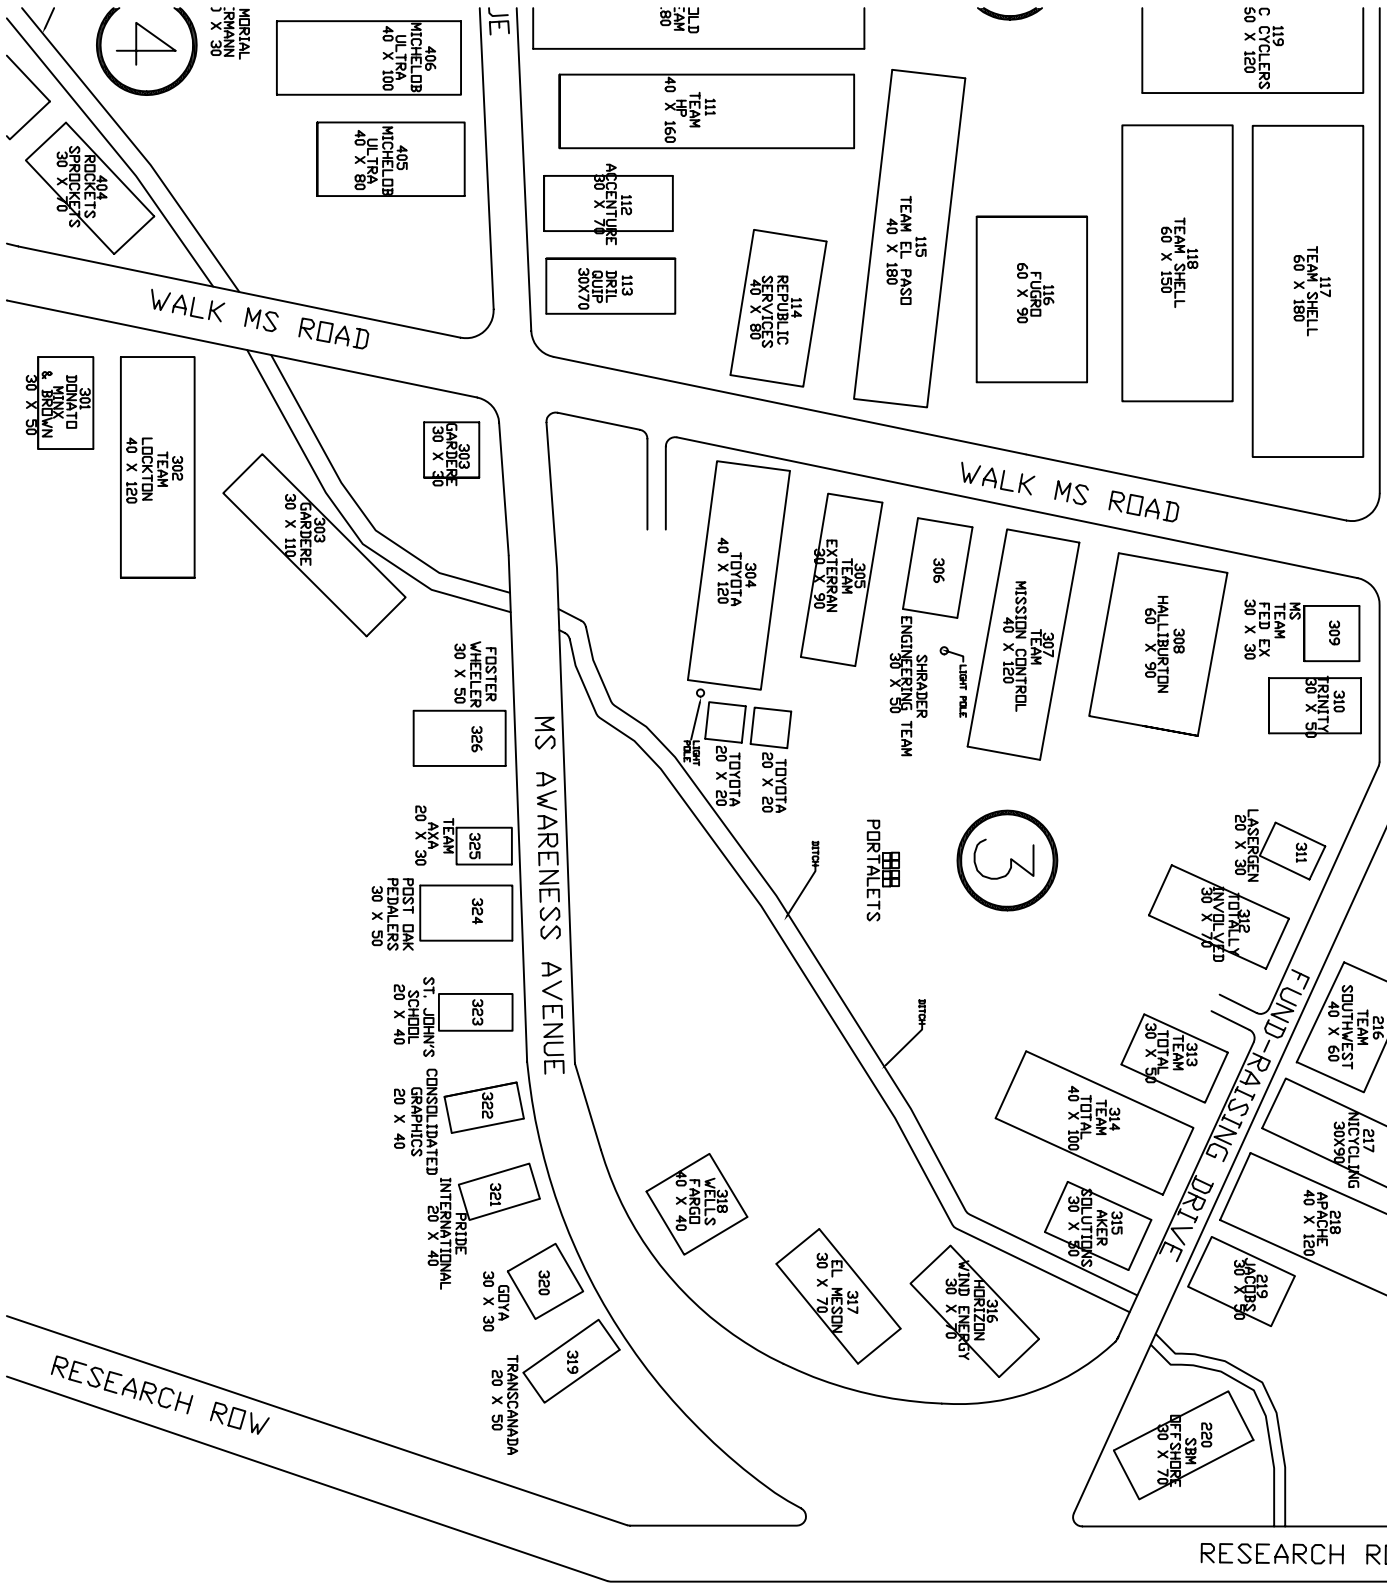 MORIAL
RMANN
X 30
4
406
MICHELOB
ULTRA
40 X 100
UE
OLD
EAM
80
119
C CYCLERS
50 X 120
111
TEAM
HP
40 X 160
405
MICHELOB
ULTRA
40 X 80
404
ROCKETS
SPROCKETS
30 X 70
112
ACCENTURE
30 X 70
113
DRIL
QUIP
30X70
114
REPUBLIC
SERVICES
40 X 80
115
TEAM EL PASO
40 X 180
116
FUGRO
60 X 90
118
TEAM SHELL
60 X 150
117
TEAM SHELL
60 X 180
WALK MS ROAD
WALK MS ROAD
301
DONATO
MINX
& BROWN
30 X 50
302
TEAM
LOCKTON
40 X 120
303
GARDERE
30 X 30
303
GARDERE
30 X 110
304
TOYOTA
40 X 120
305
TEAM
EXTERRAN
30 X 90
306
SHRADER
ENGINEERING TEAM
30 X 50
LIGHT POLE
307
TEAM
MISSION CONTROL
40 X 120
308
HALLIBURTON
60 X 90
309
MS
TEAM
FED EX
30 X 30
310
TRINITY
30 X 50
FOSTER
WHEELER
30 X 50
326
LIGHT
POLE
TOYOTA
20 X 20
TOYOTA
20 X 20
MS AWARENESS AVENUE
325
TEAM
AXA
20 X 30
324
POST OAK
PEDALERS
30 X 50
323
ST. JOHN'S
SCHOOL
20 X 40
322
CONSOLIDATED
GRAPHICS
20 X 40
321
PRIDE
INTERNATIONAL
20 X 40
320
GOYA
30 X 30
319
TRANSCANADA
20 X 50
DITCH
DITCH
PORTALETS
3
311
LASERGEN
20 X 30
312
TOTALLY
INVOLVED
30 X 70
FUND-RAISING DRIVE
313
TEAM
TOTAL
30 X 50
314
TEAM
TOTAL
40 X 100
315
AKER
SOLUTIONS
30 X 50
316
HORIZON
WIND ENERGY
30 X 70
317
EL MESON
30 X 70
318
WELLS
FARGO
40 X 40
216
TEAM
SOUTHWEST
40 X 60
217
NICYCLING
30X90
218
APACHE
40 X 120
219
JACOBS
30 X 50
220
SBM
OFFSHORE
30 X 70
RESEARCH ROW
RESEARCH RO